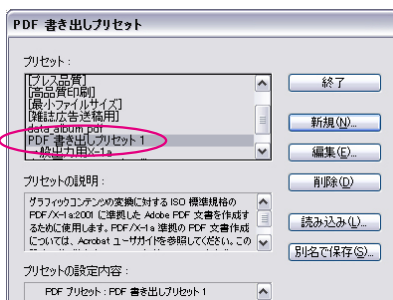 PDF 書き出しプリセット
プリセット：
[プレス品質]
[高品質印刷]
[最小ファイルサイズ]
[雑誌広告送稿用]
data album pdf
PDF 書き出しプリセット 1
一般出力用X-1a
終了
新規(N)...
編集(E)...
削除(D)
読み込み(L)...
別名で保存(S)...
プリセットの説明：
グラフィックコンテンツの変換に対する ISO 標準規格の
PDF/X-1a:2001 に準拠した Adobe PDF 文書を作成す
るために使用します。PDF/X-1a 準拠の PDF 文書作成
については、Acrobat ユーザガイドを参照してください。この
プリセットの設定内容：
PDF プリセット : PDF 書き出しプリセット 1